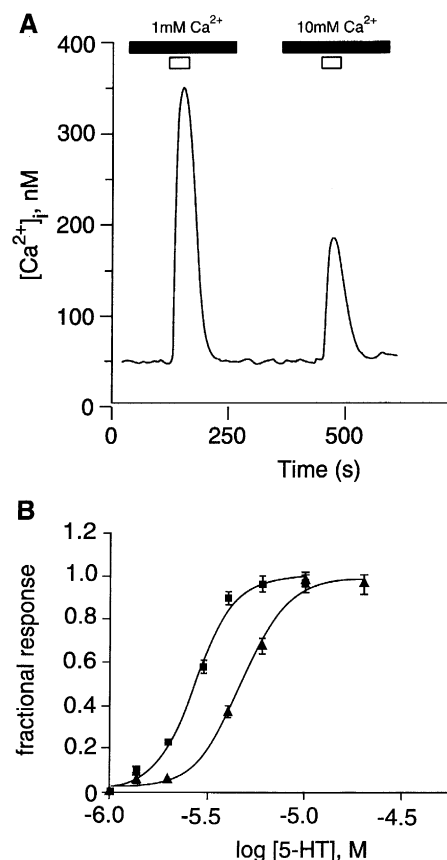 A
1mM Ca²⁺ 10mM Ca²⁺
400
300
200
100
0
[Ca²⁺]i, nM
0 250 500
Time (s)
B
1.2
1.0
0.8
0.6
0.4
0.2
0
fractional response
-6.0 -5.5 -5.0 -4.5
log [5-HT], M